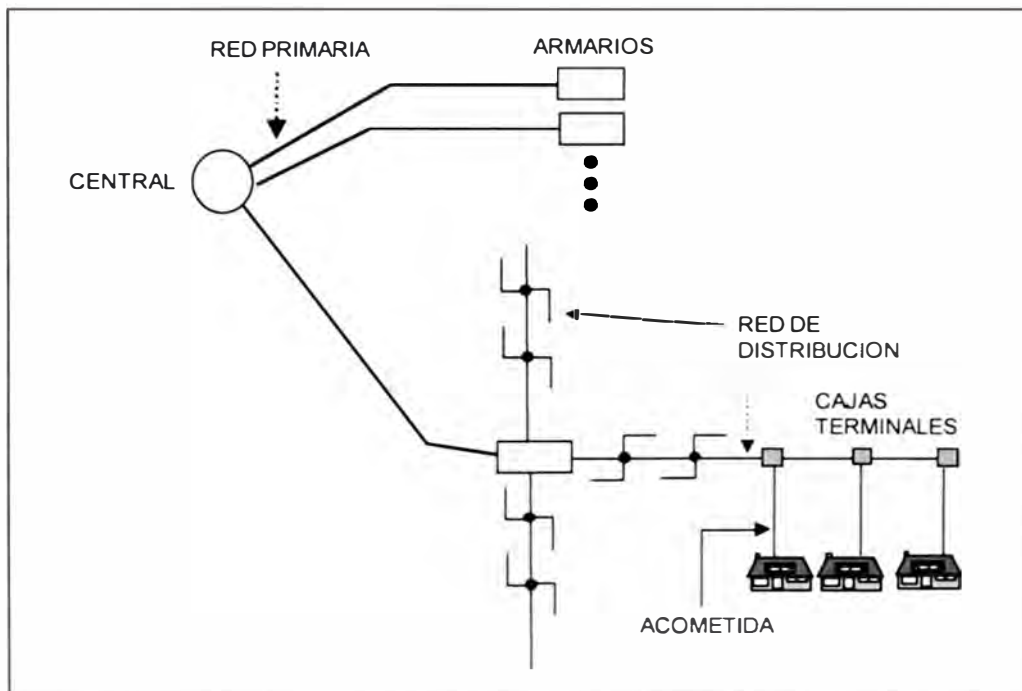 RED PRIMARIA
ARMARIOS
CENTRAL
RED DE
DISTRIBUCION
CAJAS
TERMINALES
ACOMETIDA